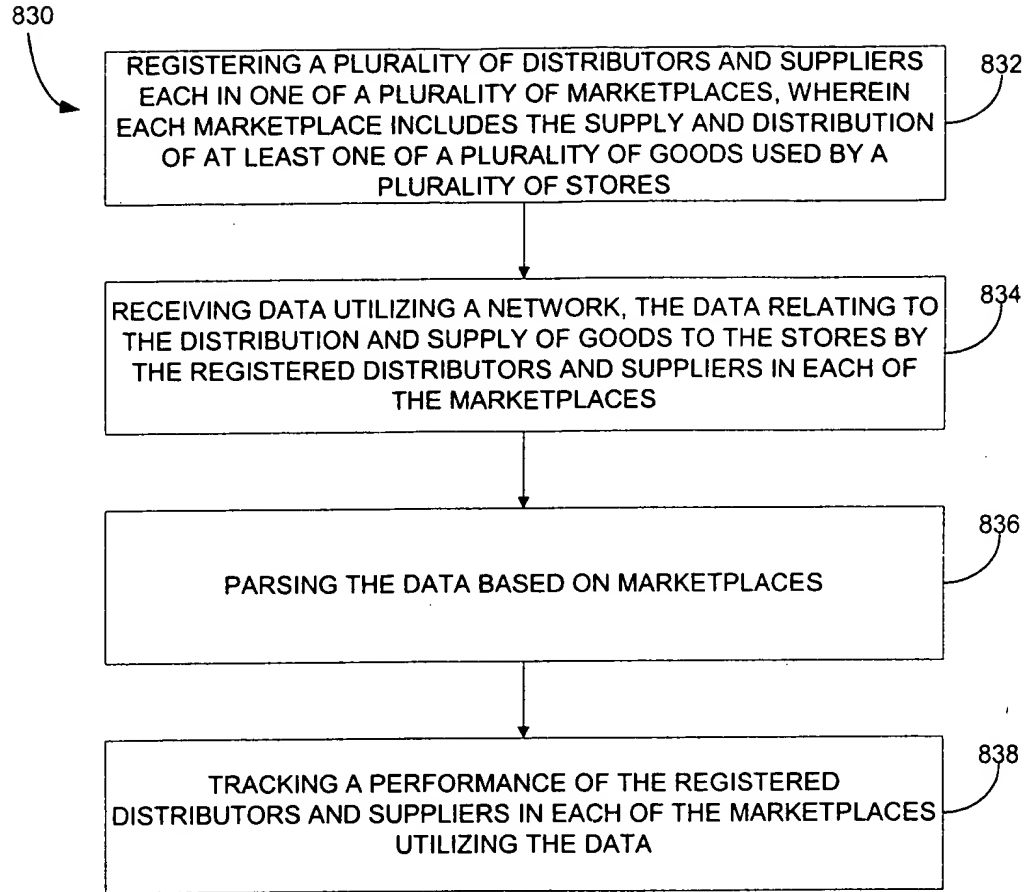 830
REGISTERING A PLURALITY OF DISTRIBUTORS AND SUPPLIERS
EACH IN ONE OF A PLURALITY OF MARKETPLACES, WHEREIN
EACH MARKETPLACE INCLUDES THE SUPPLY AND DISTRIBUTION
OF AT LEAST ONE OF A PLURALITY OF GOODS USED BY A
PLURALITY OF STORES
832
RECEIVING DATA UTILIZING A NETWORK, THE DATA RELATING TO
THE DISTRIBUTION AND SUPPLY OF GOODS TO THE STORES BY
THE REGISTERED DISTRIBUTORS AND SUPPLIERS IN EACH OF
THE MARKETPLACES
834
PARSING THE DATA BASED ON MARKETPLACES
836
TRACKING A PERFORMANCE OF THE REGISTERED
DISTRIBUTORS AND SUPPLIERS IN EACH OF THE MARKETPLACES
UTILIZING THE DATA
838